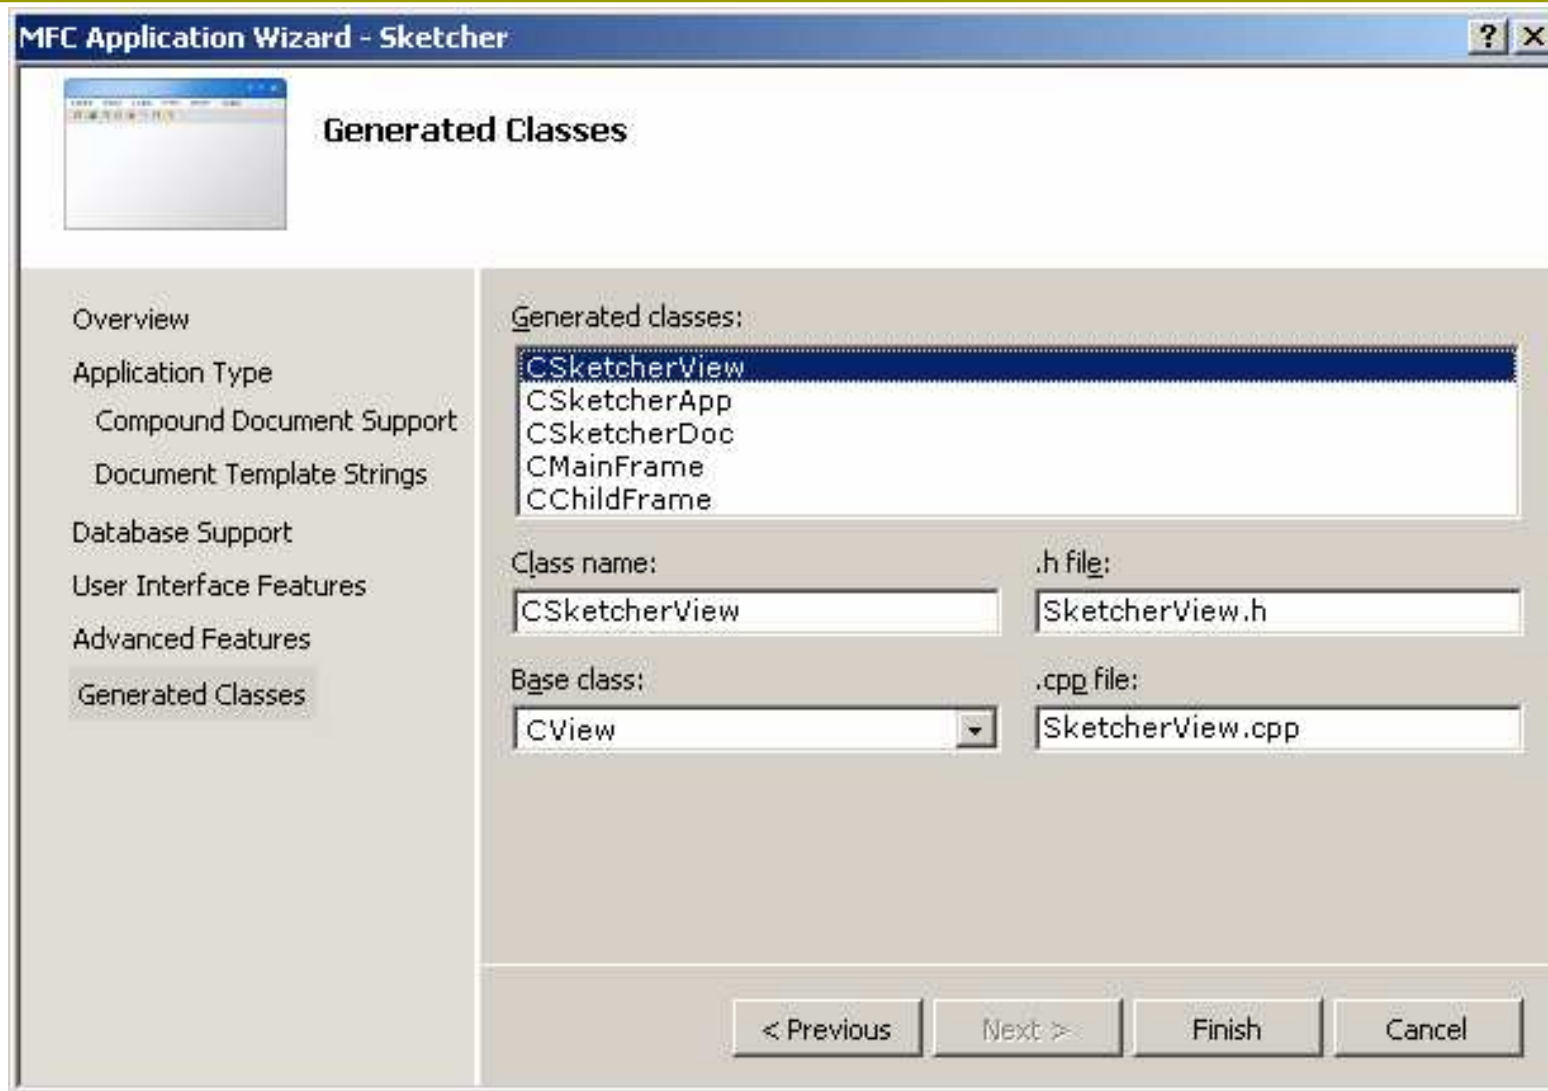 MFC Application Wizard - Sketcher
Generated Classes
Overview
Application Type
Compound Document Support
Document Template Strings
Database Support
User Interface Features
Advanced Features
Generated Classes
Generated classes:
CSketcherView
CSketcherApp
CSketcherDoc
CMainFrame
CChildFrame
Class name:
.h file:
CSketcherView
SketcherView.h
Base class:
.cpp file:
CView
SketcherView.cpp
< Previous
Next >
Finish
Cancel